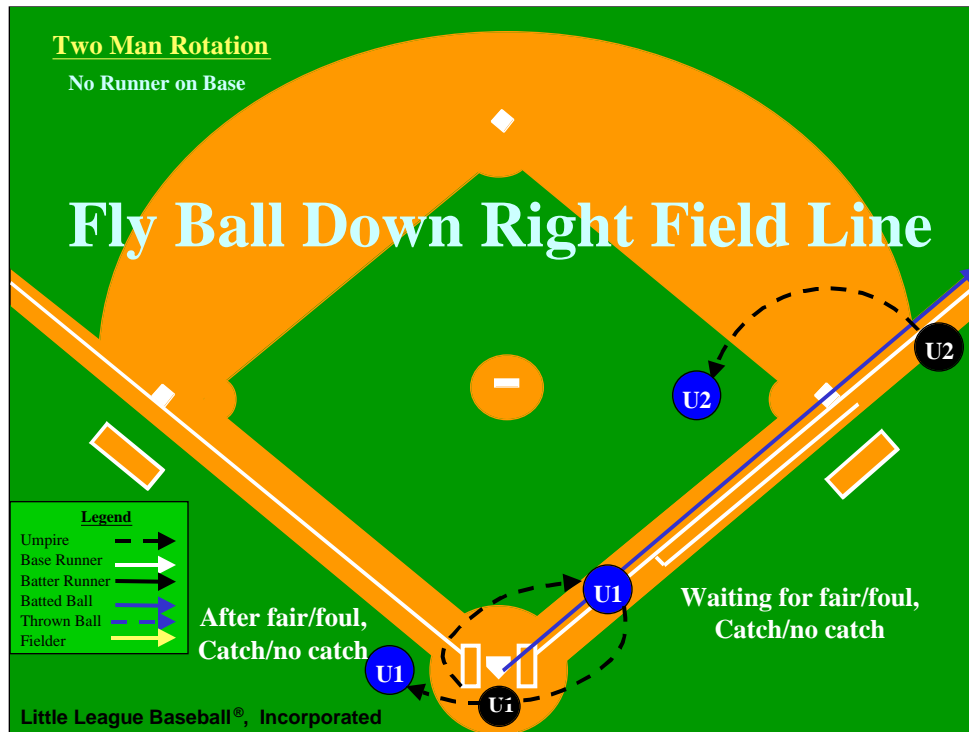 Two Man Rotation
No Runner on Base
Fly Ball Down Right Field Line
U2
U2
U1
Waiting for fair/foul,
Catch/no catch
After fair/foul,
Catch/no catch
U1
U1
Legend
Umpire
Base Runner
Batter Runner
Batted Ball
Thrown Ball
Fielder
Little League Baseball®, Incorporated